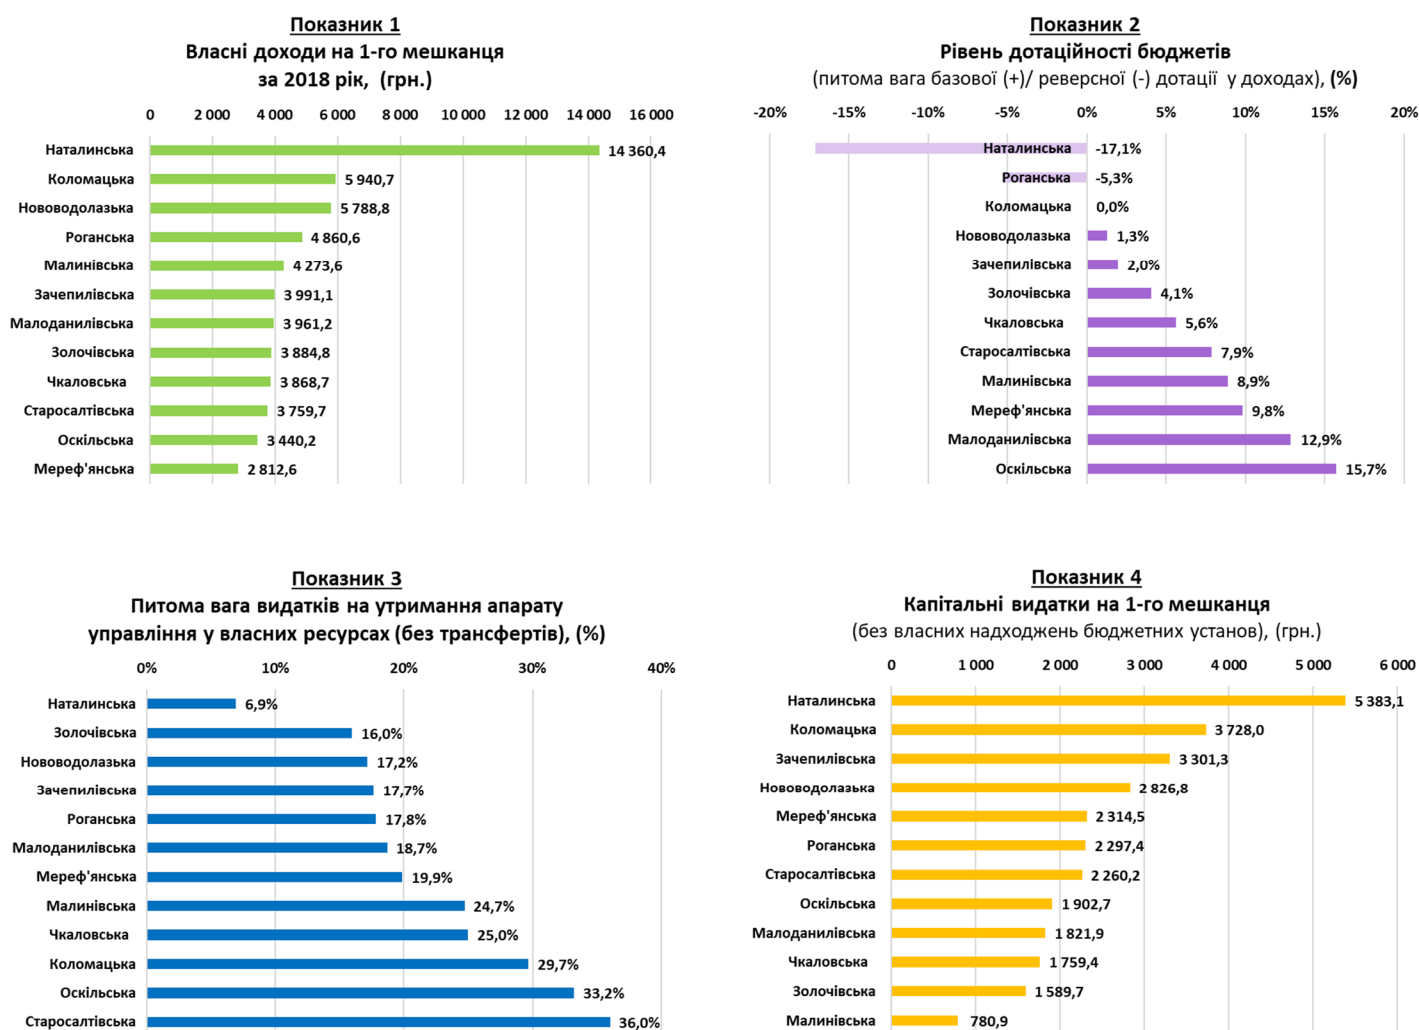 Показник 1
Власні доходи на 1-го мешканця
за 2018 рік, (грн.)
0 2 000 4 000 6 000 8 000 10 000 12 000 14 000 16 000
Наталинська 14 360,4
Коломацька 5 940,7
Нововодолазька 5 788,8
Роганська 4 860,6
Малинівська 4 273,6
Зачепилівська 3 991,1
Малоданилівська 3 961,2
Золочівська 3 884,8
Чкаловська 3 868,7
Старосалтівська 3 759,7
Оскільська 3 440,2
Мереф'янська 2 812,6
Показник 2
Рівень дотаційності бюджетів
(питома вага базової (+)/ реверсної (-) дотації у доходах), (%)
-20% -15% -10% -5% 0% 5% 10% 15% 20%
Наталинська -17,1%
Роганська -5,3%
Коломацька 0,0%
Нововодолазька 1,3%
Зачепилівська 2,0%
Золочівська 4,1%
Чкаловська 5,6%
Старосалтівська 7,9%
Малинівська 8,9%
Мереф'янська 9,8%
Малоданилівська 12,9%
Оскільська 15,7%
Показник 3
Питома вага видатків на утримання апарату
управління у власних ресурсах (без трансфертів), (%)
0% 10% 20% 30% 40%
Наталинська 6,9%
Золочівська 16,0%
Нововодолазька 17,2%
Зачепилівська 17,7%
Роганська 17,8%
Малоданилівська 18,7%
Мереф'янська 19,9%
Малинівська 24,7%
Чкаловська 25,0%
Коломацька 29,7%
Оскільська 33,2%
Старосалтівська 36,0%
Показник 4
Капітальні видатки на 1-го мешканця
(без власних надходжень бюджетних установ), (грн.)
0 1 000 2 000 3 000 4 000 5 000 6 000
Наталинська 5 383,1
Коломацька 3 728,0
Зачепилівська 3 301,3
Нововодолазька 2 826,8
Мереф'янська 2 314,5
Роганська 2 297,4
Старосалтівська 2 260,2
Оскільська 1 902,7
Малоданилівська 1 821,9
Чкаловська 1 759,4
Золочівська 1 589,7
Малинівська 780,9